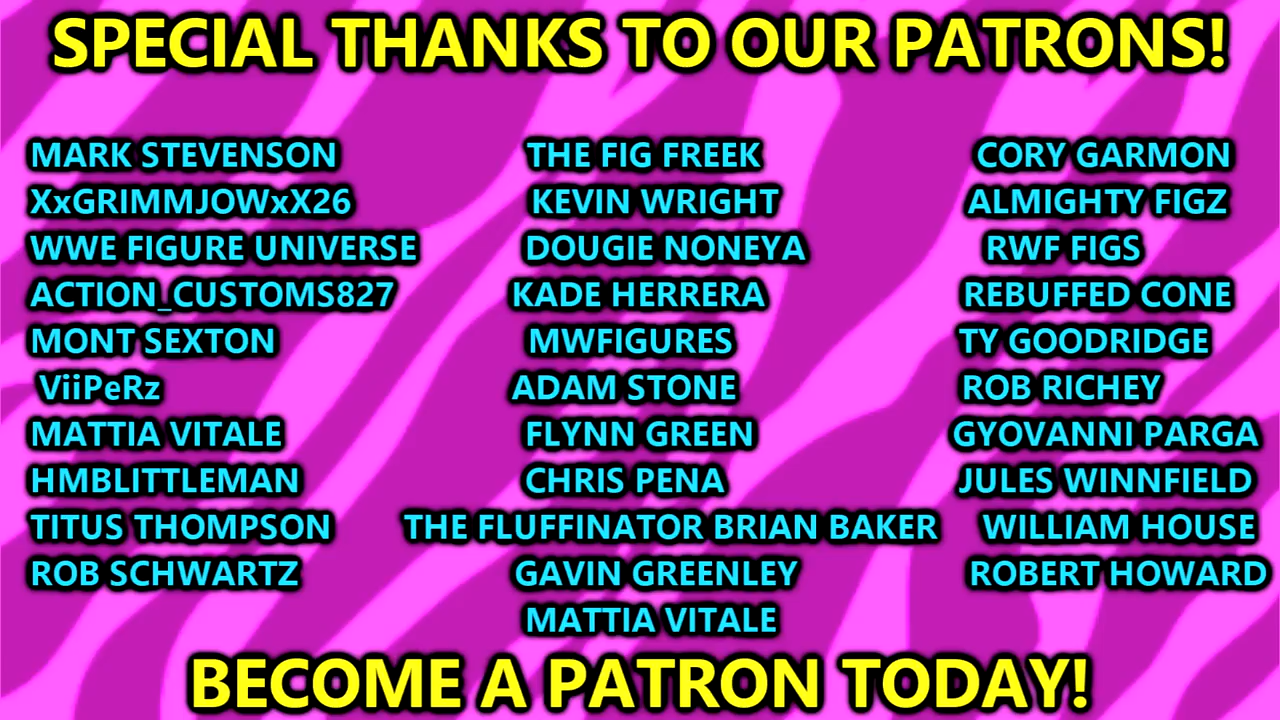 SPECIAL THANKS TO OUR PATRONS!
MARK STEVENSON
XxGRIMMJOWxX26
WWE FIGURE UNIVERSE
ACTION_CUSTOMS827
MONT SEXTON
ViiPeRz
MATTIA VITALE
HMBLITTLEMAN
TITUS THOMPSON
ROB SCHWARTZ
THE FIG FREEK
KEVIN WRIGHT
DOUGIE NONEYA
KADE HERRERA
MWFIGURES
ADAM STONE
FLYNN GREEN
CHRIS PENA
THE FLUFFINATOR BRIAN BAKER
GAVIN GREENLEY
MATTIA VITALE
CORY GARMON
ALMIGHTY FIGZ
RWF FIGS
REBUFFED CONE
TY GOODRIDGE
ROB RICHEY
GYOVANNI PARGA
JULES WINNFIELD
WILLIAM HOUSE
ROBERT HOWARD
BECOME A PATRON TODAY!